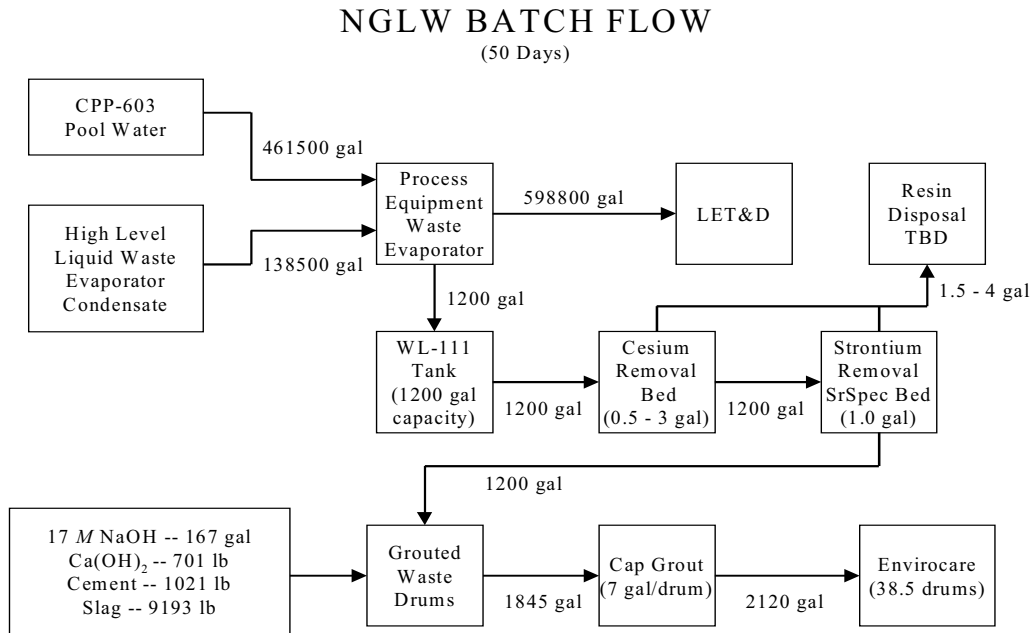 NGLW BATCH FLOW
(50 Days)
CPP-603
Pool Water
461500 gal
High Level
Liquid Waste
Evaporator
Condensate
138500 gal
Process
Equipment
Waste
Evaporator
598800 gal
LET&D
Resin
Disposal
TBD
1200 gal
1.5 - 4 gal
WL-111
Tank
(1200 gal
capacity)
1200 gal
Cesium
Removal
Bed
(0.5 - 3 gal)
1200 gal
Strontium
Removal
SrSpec Bed
(1.0 gal)
1200 gal
17 M NaOH -- 167 gal
Ca(OH)₂ -- 701 lb
Cement -- 1021 lb
Slag -- 9193 lb
Grouted
Waste
Drums
1845 gal
Cap Grout
(7 gal/drum)
2120 gal
Envirocare
(38.5 drums)